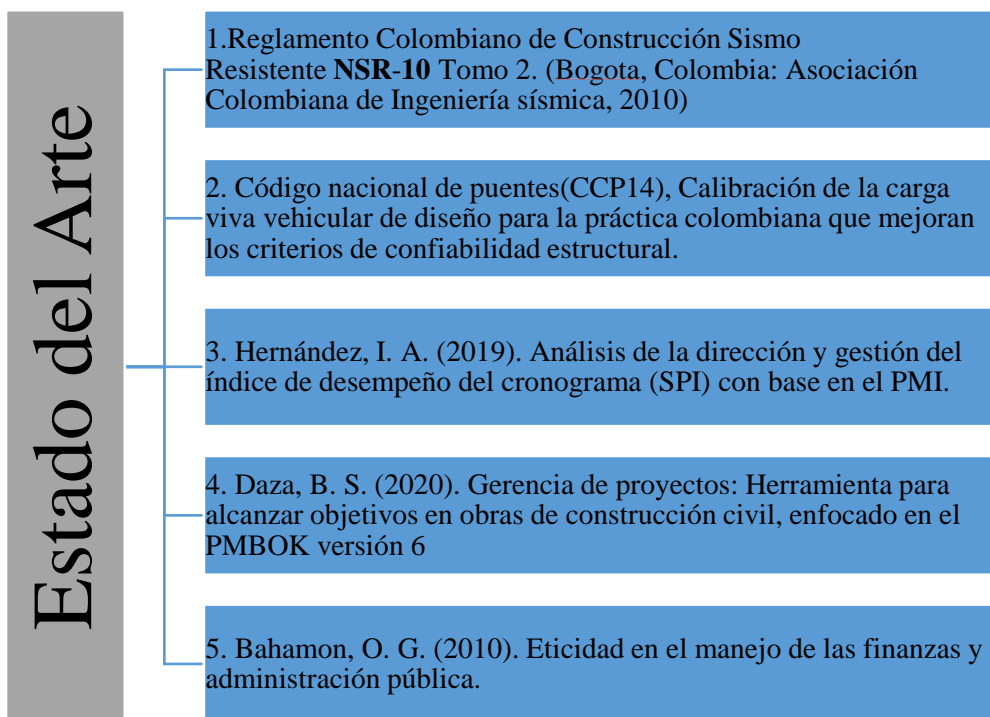 Estado del Arte
1.Reglamento Colombiano de Construcción Sismo
Resistente NSR-10 Tomo 2. (Bogota, Colombia: Asociación
Colombiana de Ingeniería sísmica, 2010)
2. Código nacional de puentes(CCP14), Calibración de la carga
viva vehicular de diseño para la práctica colombiana que mejoran
los criterios de confiabilidad estructural.
3. Hernández, I. A. (2019). Análisis de la dirección y gestión del
índice de desempeño del cronograma (SPI) con base en el PMI.
4. Daza, B. S. (2020). Gerencia de proyectos: Herramienta para
alcanzar objetivos en obras de construcción civil, enfocado en el
PMBOK versión 6
5. Bahamon, O. G. (2010). Eticidad en el manejo de las finanzas y
administración pública.